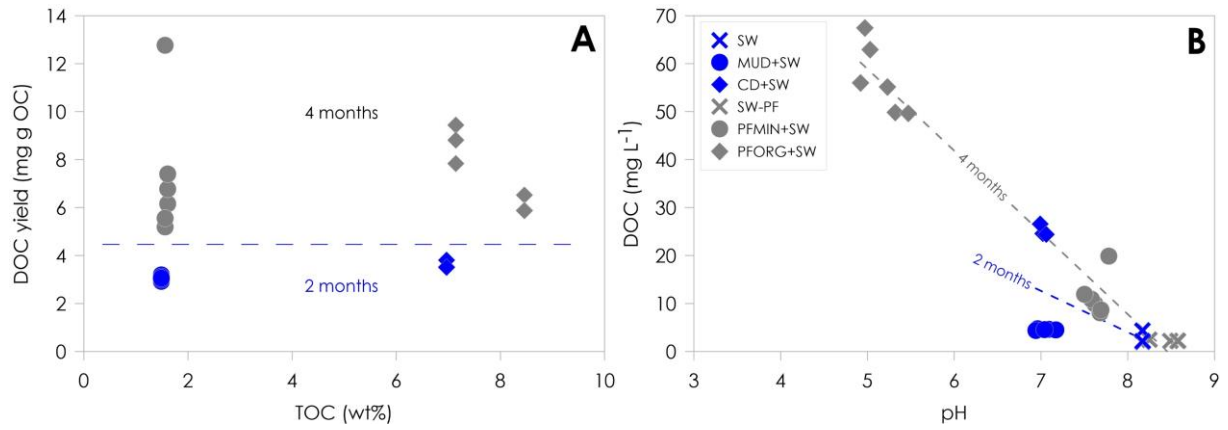 A
DOC yield (mg g OC)
14
12
10
8
6
4
2
0
4 months
2 months
0
2
4
6
8
10
TOC (wt%)
B
DOC (mg L⁻¹)
70
60
50
40
30
20
10
0
SW
MUD+SW
CD+SW
SW-PF
PFMIN+SW
PFORG+SW
4 months
2 months
3
4
5
6
7
8
9
pH